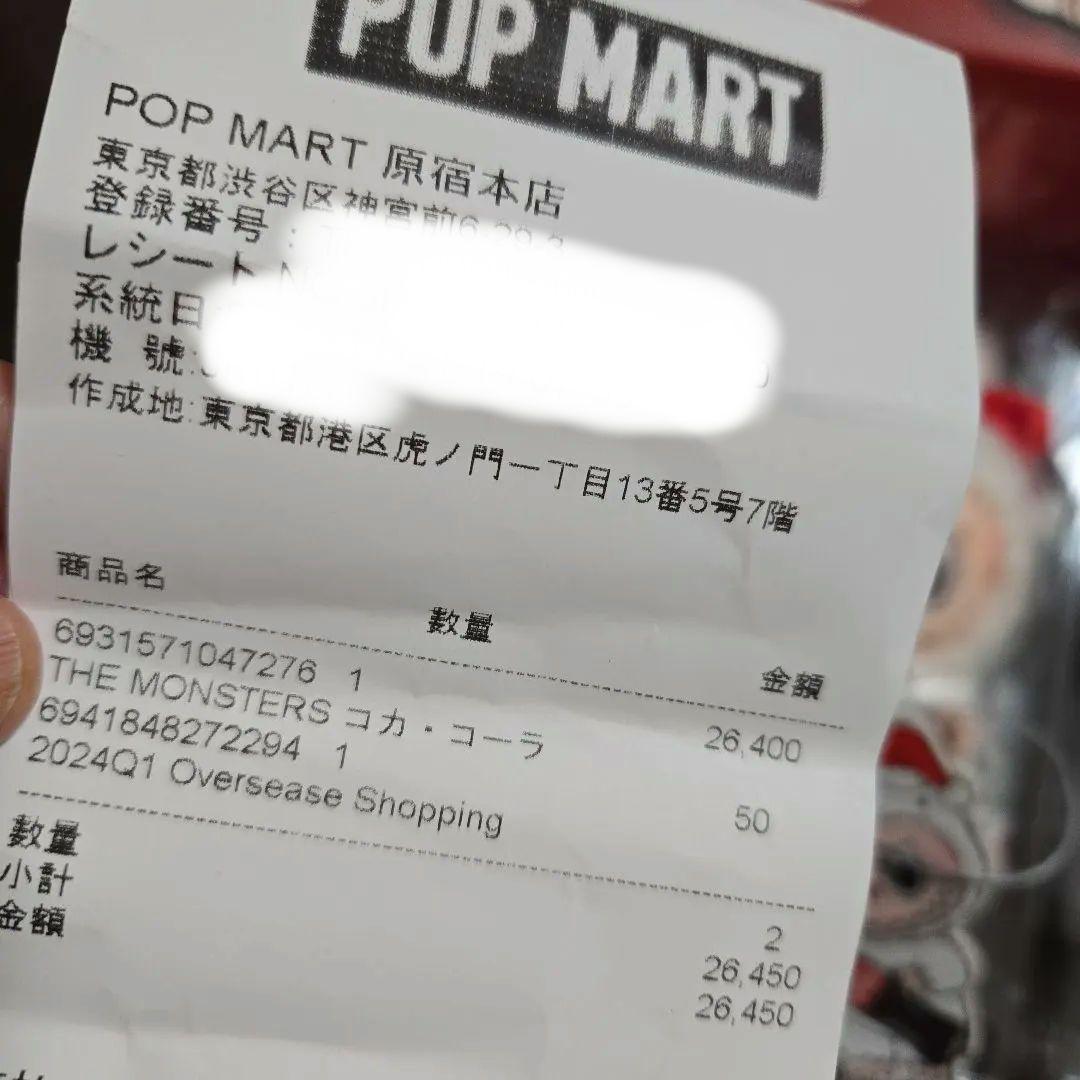 POP MART
POP MART 原宿本店
東京都渋谷区神宮前6
登録番号:
レシート
系統日
機 號:
作成地:東京都港区虎ノ門一丁目13番5号7階
商品名
数量
金額
6931571047276 1
THE MONSTERS コカ・コーラ 26,400
6941848272294 1
2024Q1 Oversease Shopping 50
数量 2
小計 26,450
金額 26,450